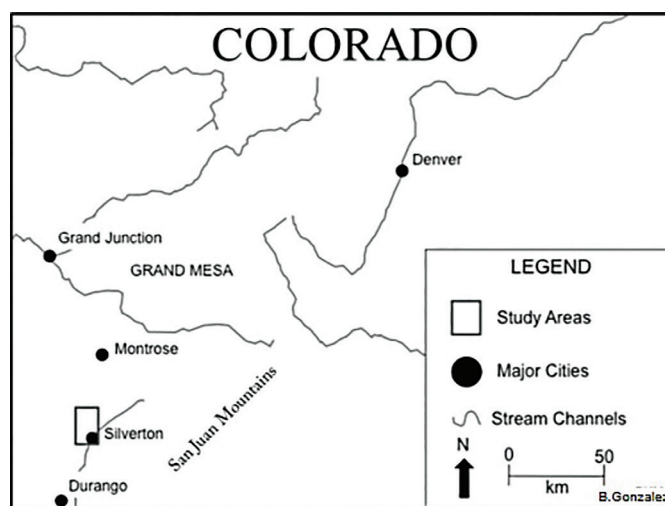 COLORADO
Denver
Grand Junction
GRAND MESA
LEGEND
Study Areas
Montrose
Major Cities
San Juan Mountains
Stream Channels
Silverton
N
0 50
km
Durango
B.Gonzalez